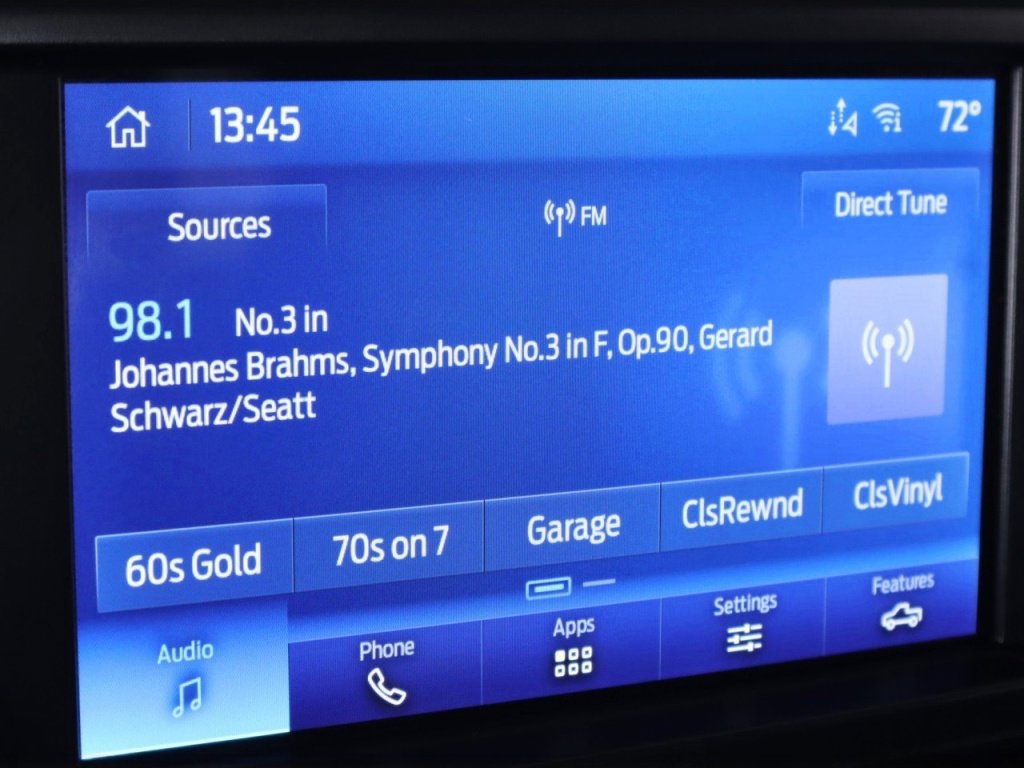 13:45
72°
Sources
FM
Direct Tune
98.1 No.3 in
Johannes Brahms, Symphony No.3 in F, Op.90, Gerard
Schwarz/Seatt
60s Gold
70s on 7
Garage
ClsRewnd
ClsVinyl
Audio
Phone
Apps
Settings
Features